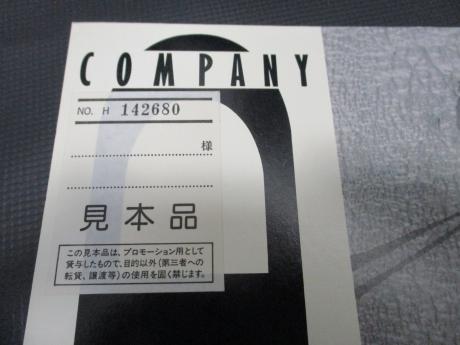 COMPANY
NO. H 142680
様
見本品
この見本品は、プロモーション用として
貸与したもので、目的以外(第三者への
転貸、譲渡等)の使用を固く禁じます。